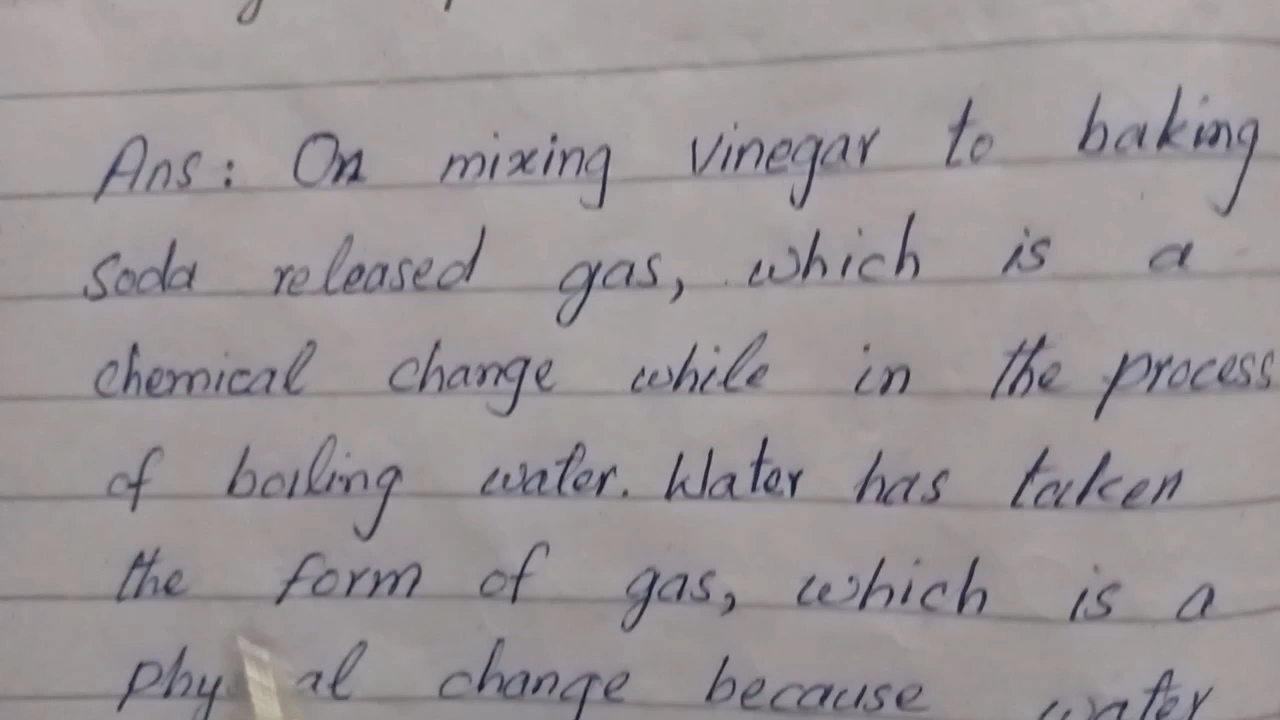 Ans: On mixing vinegar to baking
soda released gas, which is a
chemical change while in the process
of boiling water. Water has taken
the form of gas, which is a
change because water